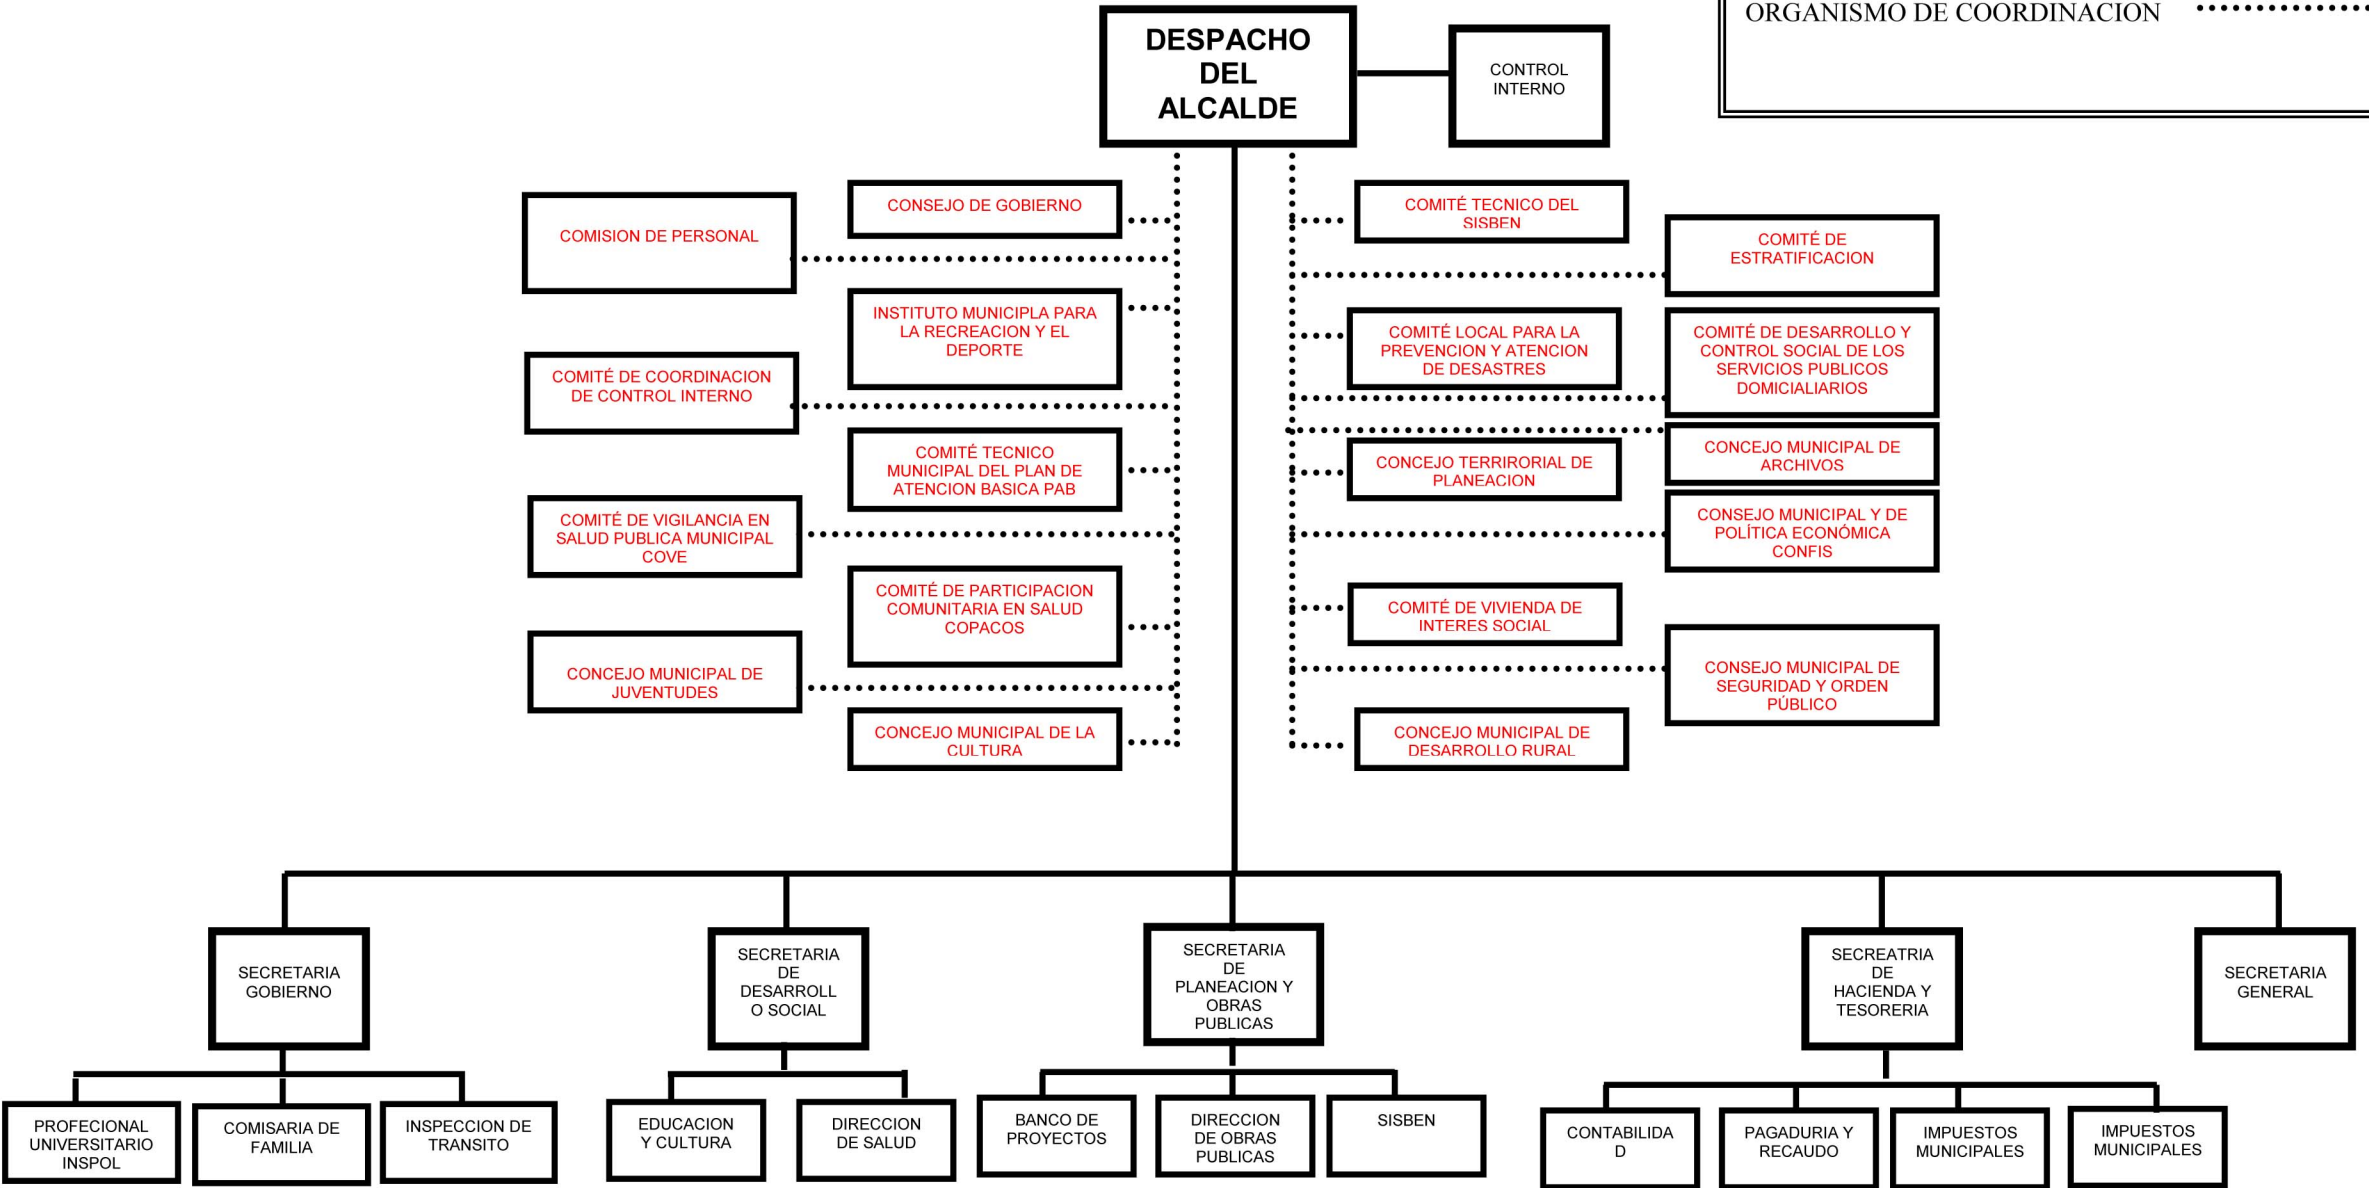 ORGANISMO DE COORDINACION
DESPACHO
DEL
ALCALDE
CONTROL
INTERNO
CONSEJO DE GOBIERNO
COMISION DE PERSONAL
INSTITUTO MUNICIPLA PARA
LA RECREACION Y EL
DEPORTE
COMITÉ DE COORDINACION
DE CONTROL INTERNO
COMITÉ TECNICO
MUNICIPAL DEL PLAN DE
ATENCION BASICA PAB
COMITÉ DE VIGILANCIA EN
SALUD PUBLICA MUNICIPAL
COVE
COMITÉ DE PARTICIPACION
COMUNITARIA EN SALUD
COPACOS
CONCEJO MUNICIPAL DE
JUVENTUDES
CONCEJO MUNICIPAL DE LA
CULTURA
COMITÉ TECNICO DEL
SISBEN
COMITÉ DE
ESTRATIFICACION
COMITÉ LOCAL PARA LA
PREVENCION Y ATENCION
DE DESASTRES
COMITÉ DE DESARROLLO Y
CONTROL SOCIAL DE LOS
SERVICIOS PUBLICOS
DOMICIALIARIOS
CONCEJO MUNICIPAL DE
ARCHIVOS
CONCEJO TERRIRORIAL DE
PLANEACION
CONSEJO MUNICIPAL Y DE
POLÍTICA ECONÓMICA
CONFIS
COMITÉ DE VIVIENDA DE
INTERES SOCIAL
CONSEJO MUNICIPAL DE
SEGURIDAD Y ORDEN
PÚBLICO
CONCEJO MUNICIPAL DE
DESARROLLO RURAL
SECRETARIA
GOBIERNO
SECRETARIA
DE
DESARROLL
O SOCIAL
SECRETARIA
DE
PLANEACION Y
OBRAS
PUBLICAS
SECREATRIA
DE
HACIENDA Y
TESORERIA
SECRETARIA
GENERAL
PROFECIONAL
UNIVERSITARIO
INSPOL
COMISARIA DE
FAMILIA
INSPECCION DE
TRANSITO
EDUCACION
Y CULTURA
DIRECCION
DE SALUD
BANCO DE
PROYECTOS
DIRECCION
DE OBRAS
PUBLICAS
SISBEN
CONTABILIDA
D
PAGADURIA Y
RECAUDO
IMPUESTOS
MUNICIPALES
IMPUESTOS
MUNICIPALES